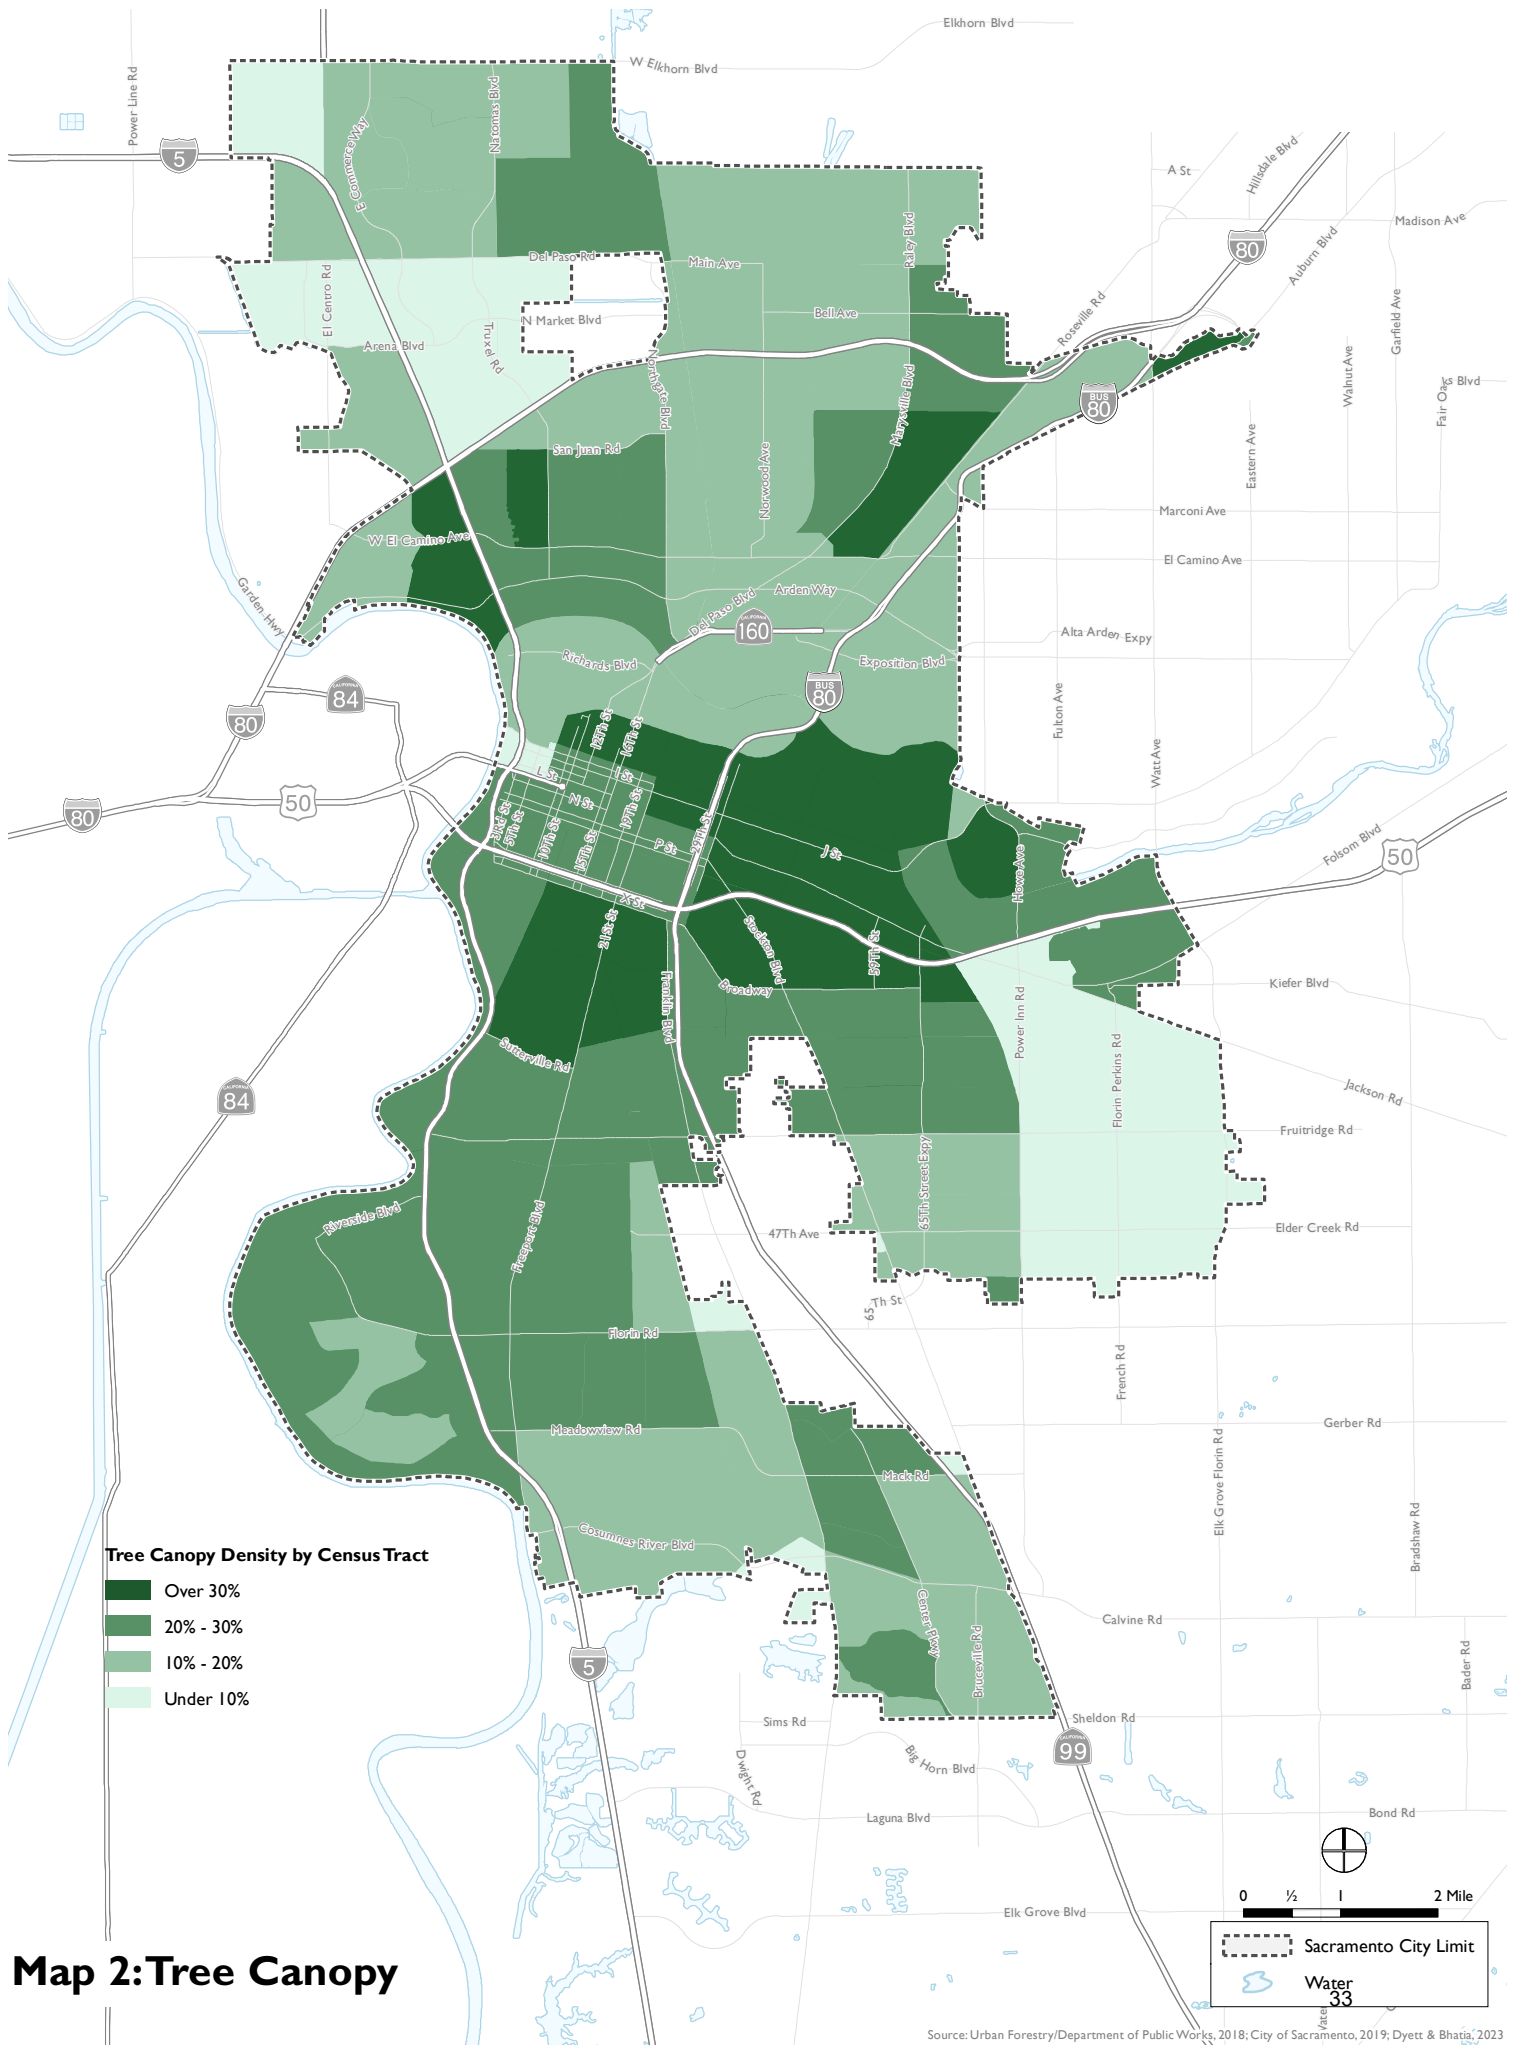 Elkhorn Blvd
W Elkhorn Blvd
Power Line Rd
Natomas Blvd
E Commerce Way
5
A St
Hillsdale Blvd
Madison Ave
80
Auburn Blvd
Raley Blvd
Del Paso Rd
Main Ave
El Centro Rd
N Market Blvd
Bell Ave
Roseville Rd
Garfield Ave
Arena Blvd
Truxel Rd
Northgate Blvd
Marysville Blvd
Walnut Ave
Fair Oaks Blvd
BUS
80
San Juan Rd
Norwood Ave
Eastern Ave
Marconi Ave
W El Camino Ave
El Camino Ave
Garden Hwy
Del Paso Blvd
Arden Way
CALIFORNIA
160
Alta Arden Expy
Richards Blvd
Exposition Blvd
CALIFORNIA
84
BUS
80
80
Fulton Ave
Watt Ave
12Th St
16Th St
L St
I St
50
80
N St
3Rd St
5Th St
10Th St
15Th St
19Th St
P St
29Th St
J St
Folsom Blvd
50
Howe Ave
X St
21St St
Stockton Blvd
59Th St
Broadway
Franklin Blvd
Kiefer Blvd
Power Inn Rd
Sutterville Rd
Florin Perkins Rd
CALIFORNIA
84
Jackson Rd
Fruitridge Rd
65Th Street Expy
Riverside Blvd
Freeport Blvd
47Th Ave
Elder Creek Rd
65Th St
Florin Rd
French Rd
Meadowview Rd
Gerber Rd
Mack Rd
Elk Grove Florin Rd
Bradshaw Rd
Cosumnes River Blvd
Tree Canopy Density by Census Tract
Over 30%
20% - 30%
10% - 20%
Under 10%
Center Pkwy
Bruceville Rd
Calvine Rd
Bader Rd
5
Sims Rd
Sheldon Rd
CALIFORNIA
99
Dwight Rd
Big Horn Blvd
Laguna Blvd
Bond Rd
0 ½ 1 2 Mile
Elk Grove Blvd
Sacramento City Limit
Water
33
Map 2: Tree Canopy
Source: Urban Forestry/Department of Public Works, 2018; City of Sacramento, 2019; Dyett & Bhatia, 2023